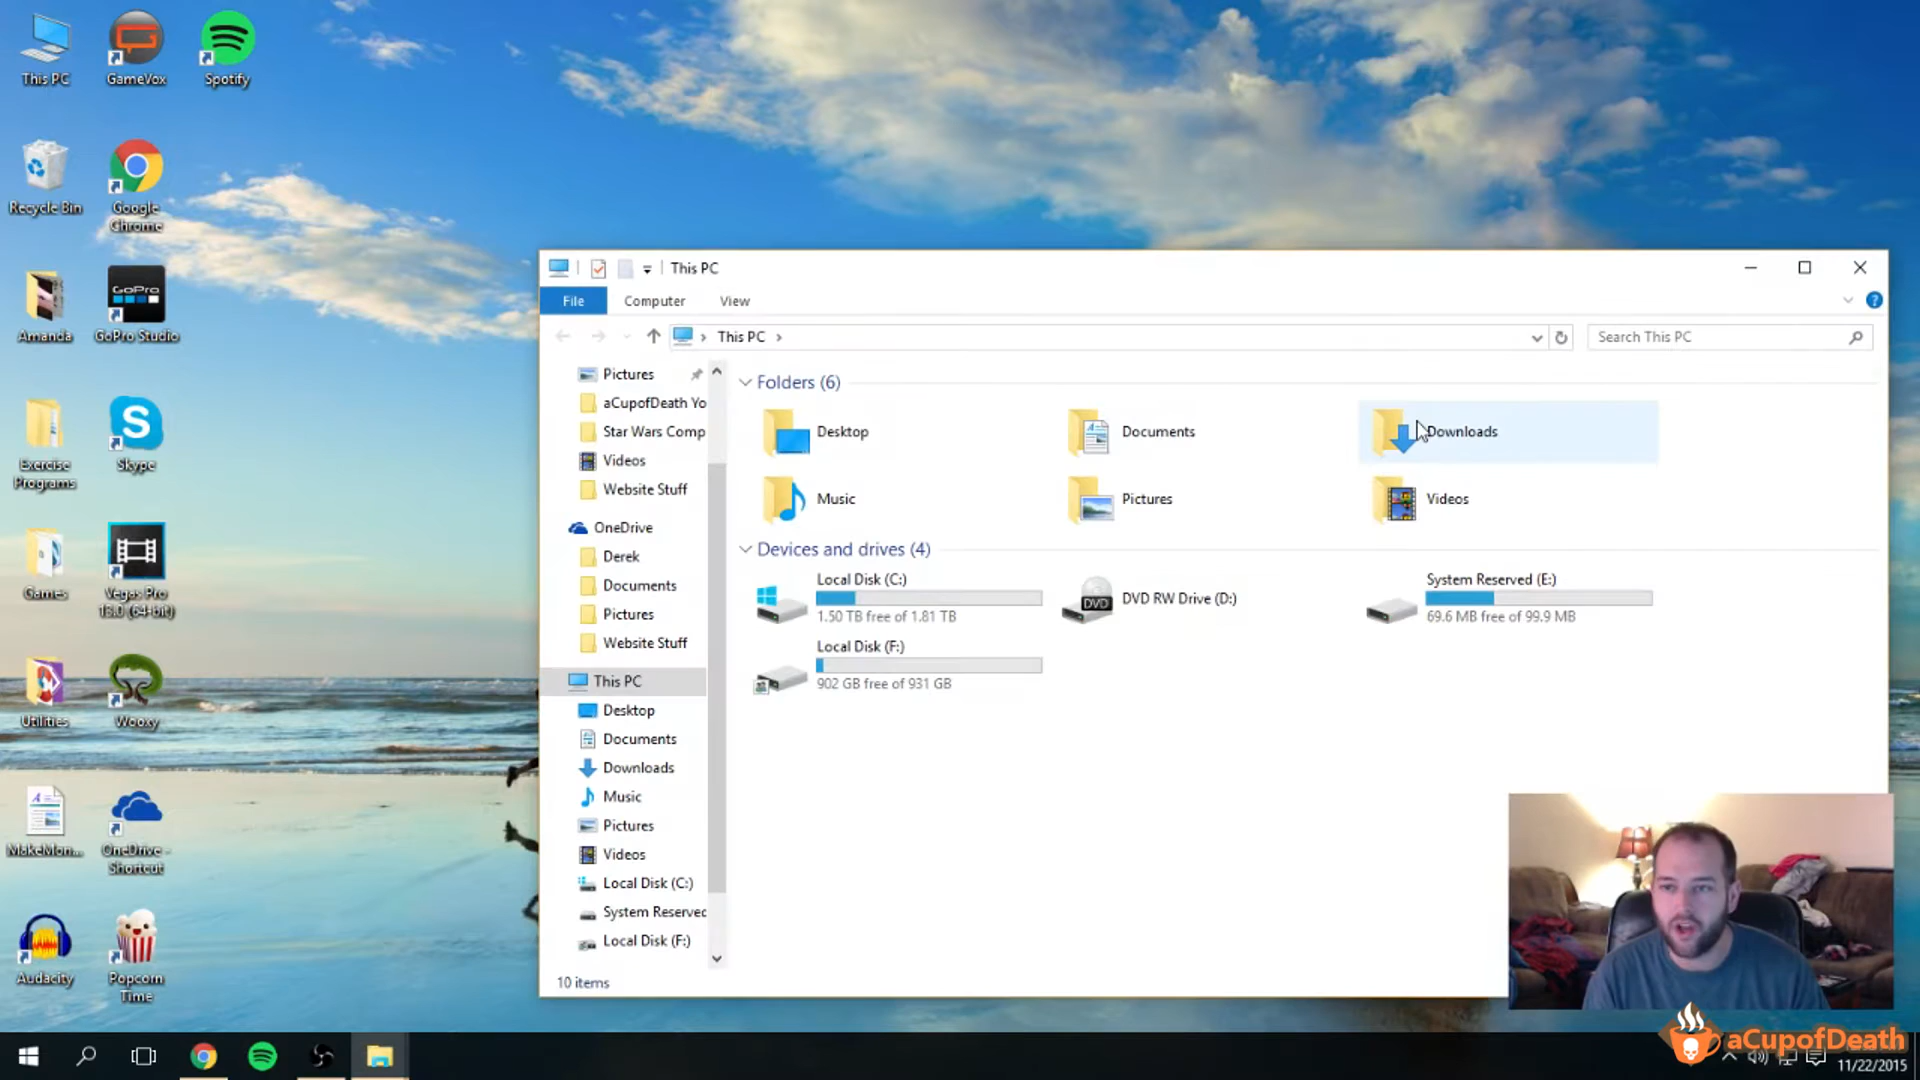 This PC
GameVox
Spotify
Recycle Bin
Google
Chrome
Amanda
GoPro
GoPro Studio
Exercise
Programs
Skype
Games
Vegas Pro
13.0 (64-bit)
Utilities
Wooxy
MakeMon...
OneDrive -
Shortcut
Audacity
Popcorn
Time
This PC
File
Computer
View
This PC
Search This PC
Pictures
aCupofDeath Yo
Star Wars Comp
Videos
Website Stuff
OneDrive
Derek
Documents
Pictures
Website Stuff
This PC
Desktop
Documents
Downloads
Music
Pictures
Videos
Local Disk (C:)
System Reserved
Local Disk (F:)
Folders (6)
Desktop
Documents
Downloads
Music
Pictures
Videos
Devices and drives (4)
Local Disk (C:)
1.50 TB free of 1.81 TB
DVD
DVD RW Drive (D:)
System Reserved (E:)
69.6 MB free of 99.9 MB
Local Disk (F:)
902 GB free of 931 GB
10 items
aCupofDeath
11/22/2015